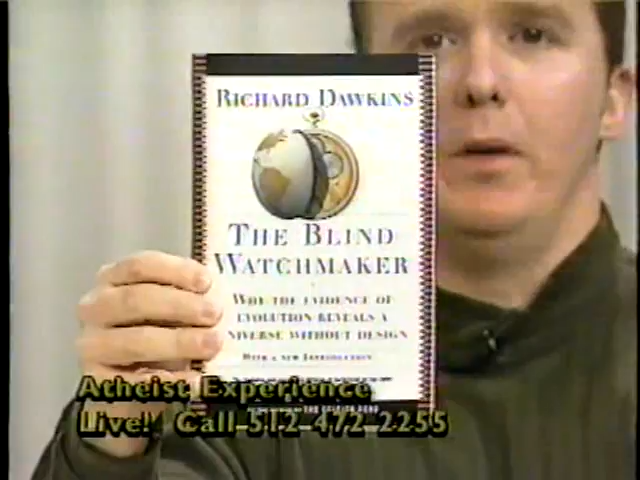 RICHARD DAWKINS
THE BLIND
WATCHMAKER
WHY THE EVIDENCE OF
EVOLUTION REVEALS A
UNIVERSE WITHOUT DESIGN
WITH A NEW INTRODUCTION
Atheist Experience
Live! Call 512-472-2255